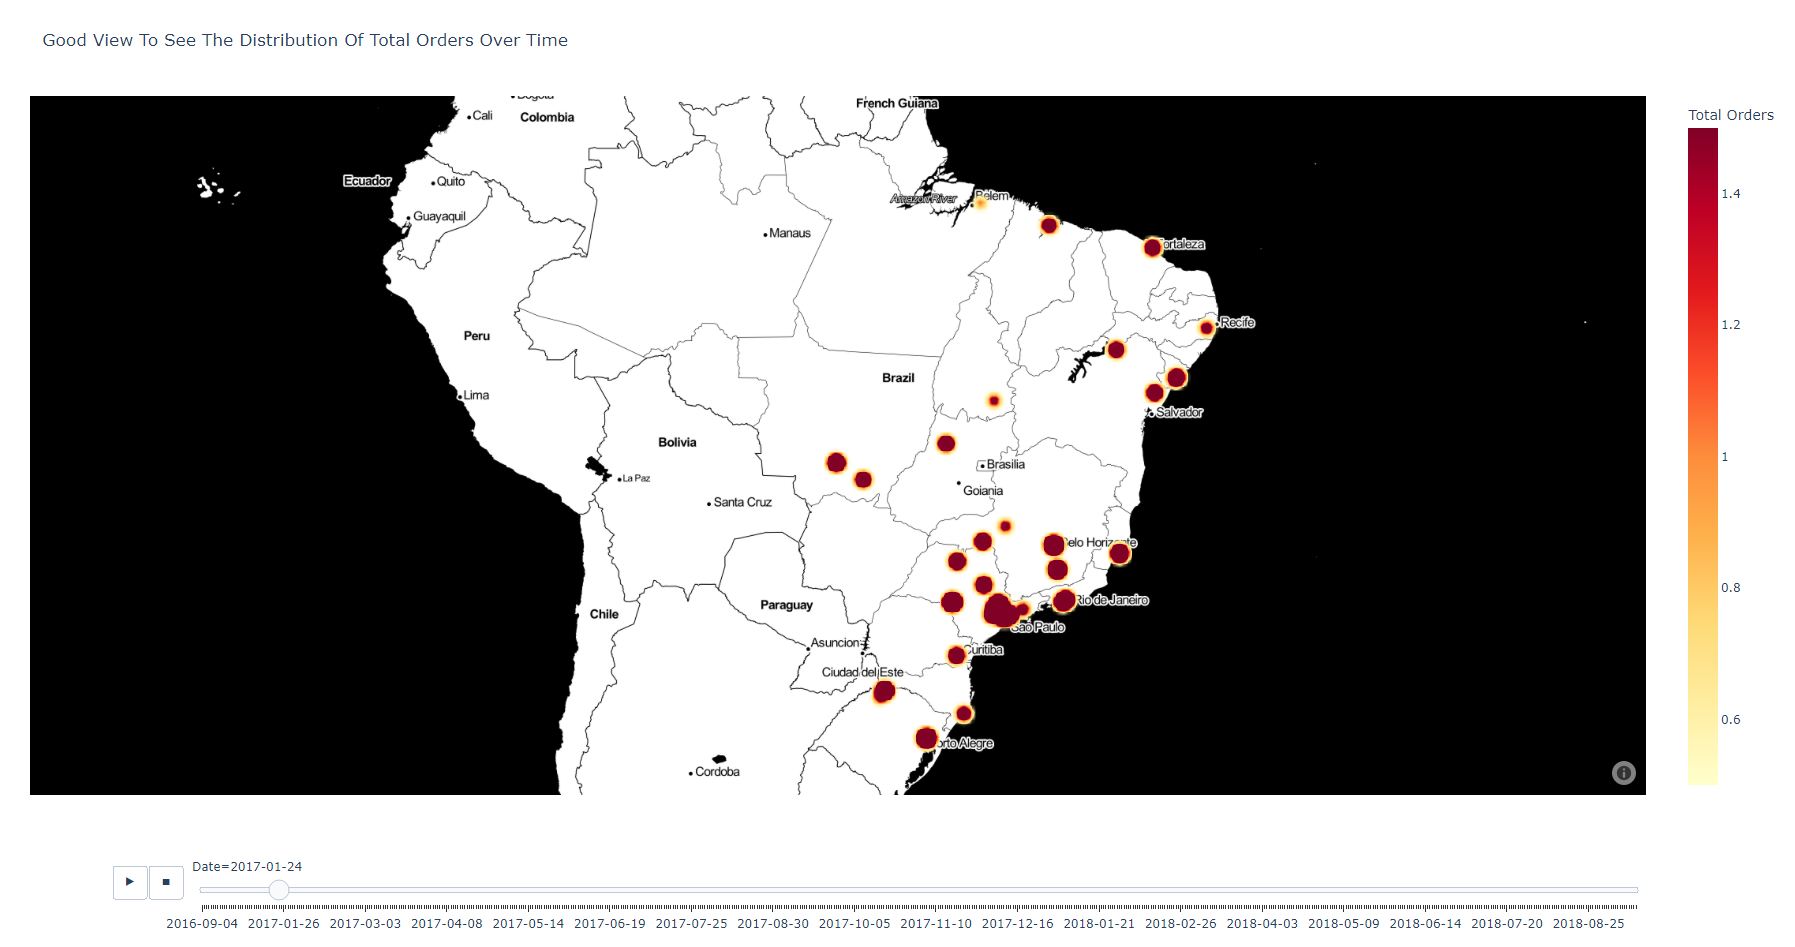 Good View To See The Distribution Of Total Orders Over Time
Bogota
French Guiana
Cali
Colombia
Total Orders
Ecuador
Quito
Belem
Amazon River
1.4
Guayaquil
Manaus
Fortaleza
Recife
1.2
Peru
Brazil
Lima
Salvador
Bolivia
1
Brasilia
La Paz
Goiania
Santa Cruz
Belo Horizonte
0.8
Paraguay
Rio de Janeiro
Chile
Sao Paulo
Asuncion
Curitiba
Ciudad del Este
0.6
Porto Alegre
Cordoba
Date=2017-01-24
2016-09-04 2017-01-26 2017-03-03 2017-04-08 2017-05-14 2017-06-19 2017-07-25 2017-08-30 2017-10-05 2017-11-10 2017-12-16 2018-01-21 2018-02-26 2018-04-03 2018-05-09 2018-06-14 2018-07-20 2018-08-25